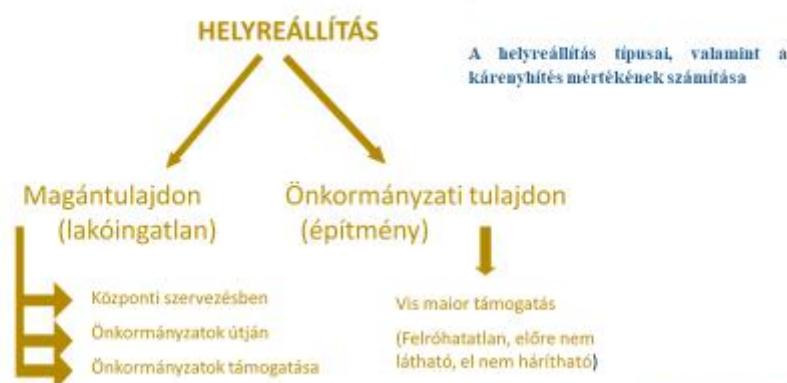 HELYREÁLLÍTÁS
A helyreállítás típusai, valamint a
kárenyhítés mértékének számítása
Magántulajdon
(lakóingatlan)
Önkormányzati tulajdon
(építmény)
Központi szervezésben
Önkormányzatok útján
Önkormányzatok támogatása
Vis maior támogatás
(Felróhatatlan, előre nem
látható, el nem hárítható)